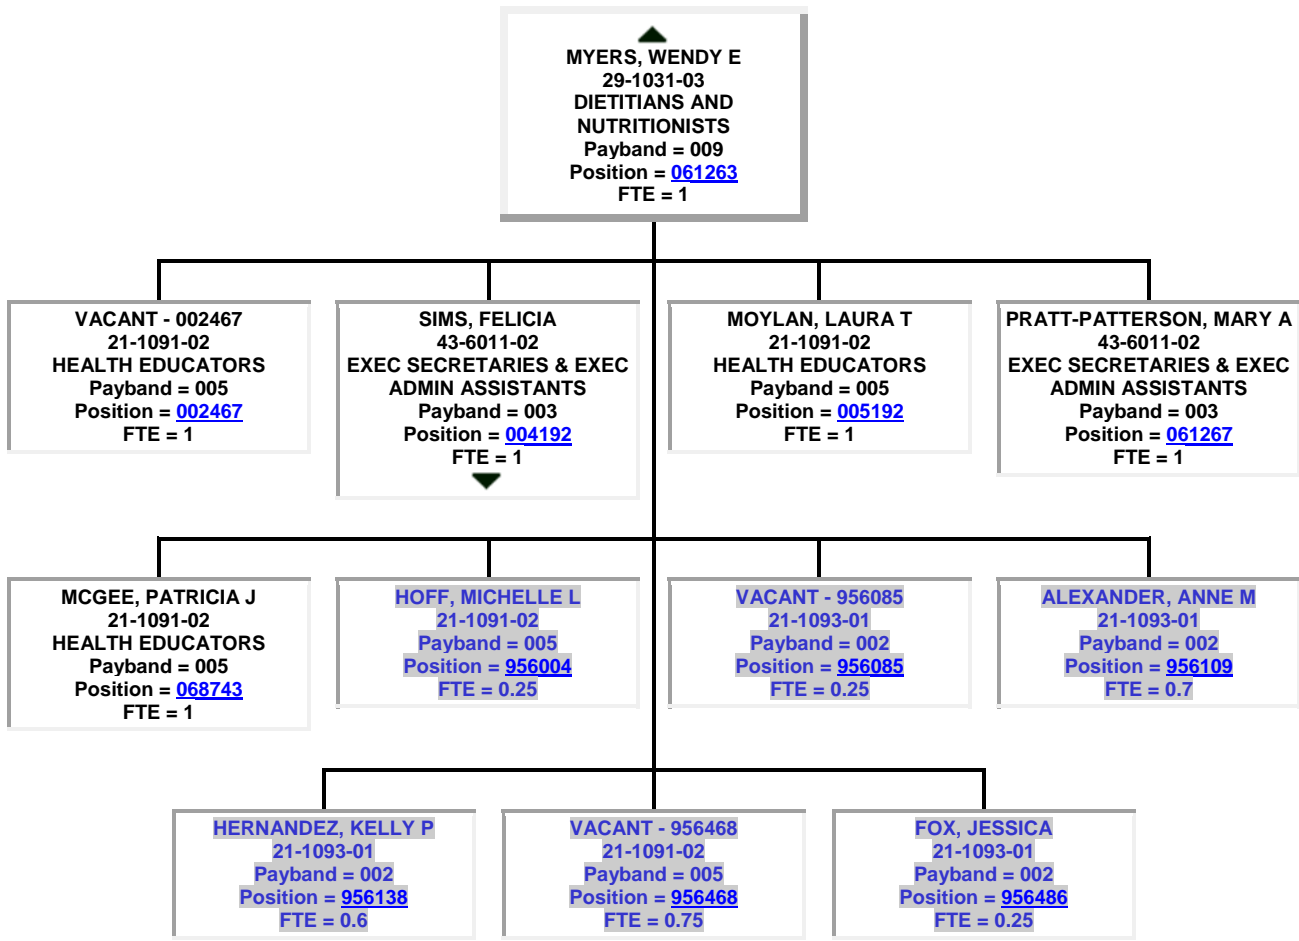 MYERS, WENDY E
29-1031-03
DIETITIANS AND
NUTRITIONISTS
Payband = 009
Position = 061263
FTE = 1
VACANT - 002467
21-1091-02
HEALTH EDUCATORS
Payband = 005
Position = 002467
FTE = 1
SIMS, FELICIA
43-6011-02
EXEC SECRETARIES & EXEC
ADMIN ASSISTANTS
Payband = 003
Position = 004192
FTE = 1
MOYLAN, LAURA T
21-1091-02
HEALTH EDUCATORS
Payband = 005
Position = 005192
FTE = 1
PRATT-PATTERSON, MARY A
43-6011-02
EXEC SECRETARIES & EXEC
ADMIN ASSISTANTS
Payband = 003
Position = 061267
FTE = 1
MCGEE, PATRICIA J
21-1091-02
HEALTH EDUCATORS
Payband = 005
Position = 068743
FTE = 1
HOFF, MICHELLE L
21-1091-02
Payband = 005
Position = 956004
FTE = 0.25
VACANT - 956085
21-1093-01
Payband = 002
Position = 956085
FTE = 0.25
ALEXANDER, ANNE M
21-1093-01
Payband = 002
Position = 956109
FTE = 0.7
HERNANDEZ, KELLY P
21-1093-01
Payband = 002
Position = 956138
FTE = 0.6
VACANT - 956468
21-1091-02
Payband = 005
Position = 956468
FTE = 0.75
FOX, JESSICA
21-1093-01
Payband = 002
Position = 956486
FTE = 0.25